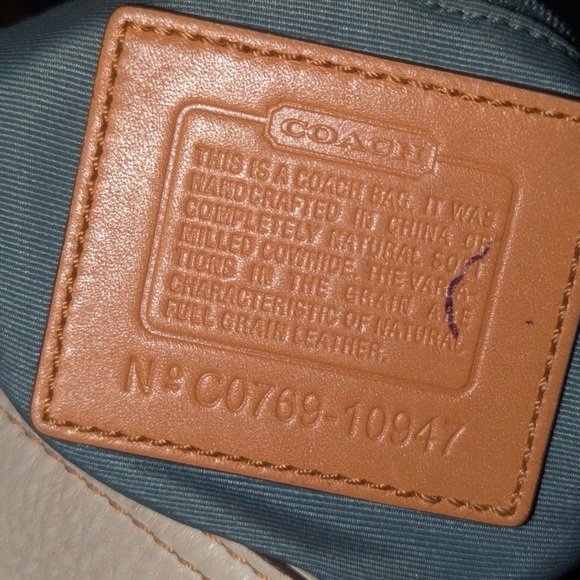 COACH
THIS IS A COACH BAG. IT WAS
HANDCRAFTED IN CHINA OF
COMPLETELY NATURAL SOFT
MILLED COWHIDE. THE VARIA-
TIONS IN THE GRAIN ARE
CHARACTERISTIC OF NATURAL
FULL GRAIN LEATHER.
Nº C0769-10947